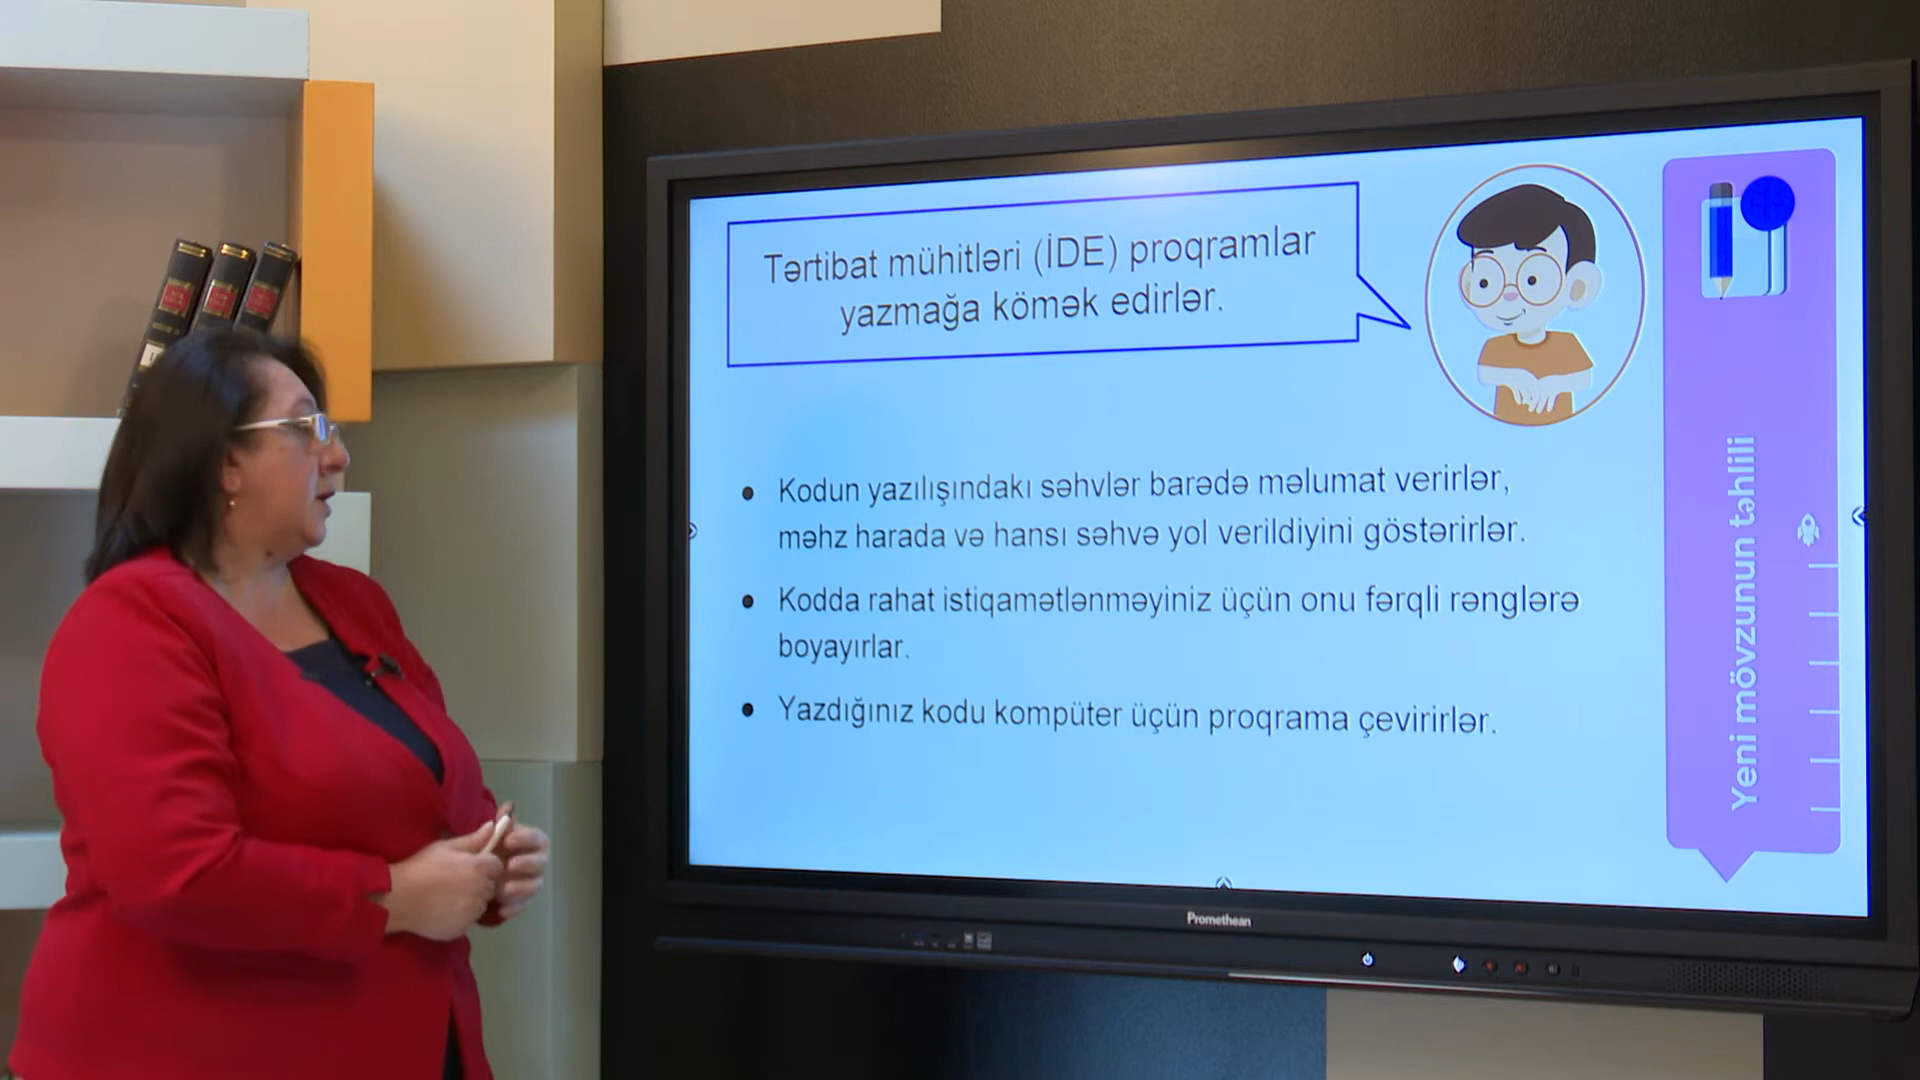 Tərtibat mühitləri (İDE) proqramlar
yazmağa kömək edirlər.
• Kodun yazılışındakı səhvlər barədə məlumat verirlər,
məhz harada və hansı səhvə yol verildiyini göstərirlər.
• Kodda rahat istiqamətlənməyiniz üçün onu fərqli rənglərə
boyayırlar.
• Yazdığınız kodu kompüter üçün proqrama çevirirlər.
Yeni mövzunun təhlili
Promethean